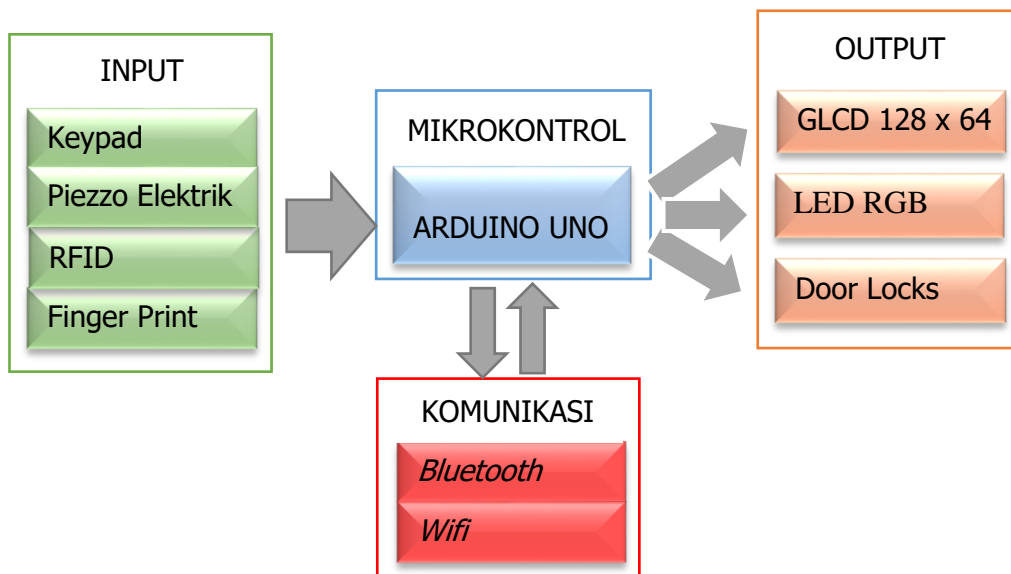 INPUT
Keypad
Piezzo Elektrik
RFID
Finger Print
MIKROKONTROL
ARDUINO UNO
OUTPUT
GLCD 128 x 64
LED RGB
Door Locks
KOMUNIKASI
Bluetooth
Wifi